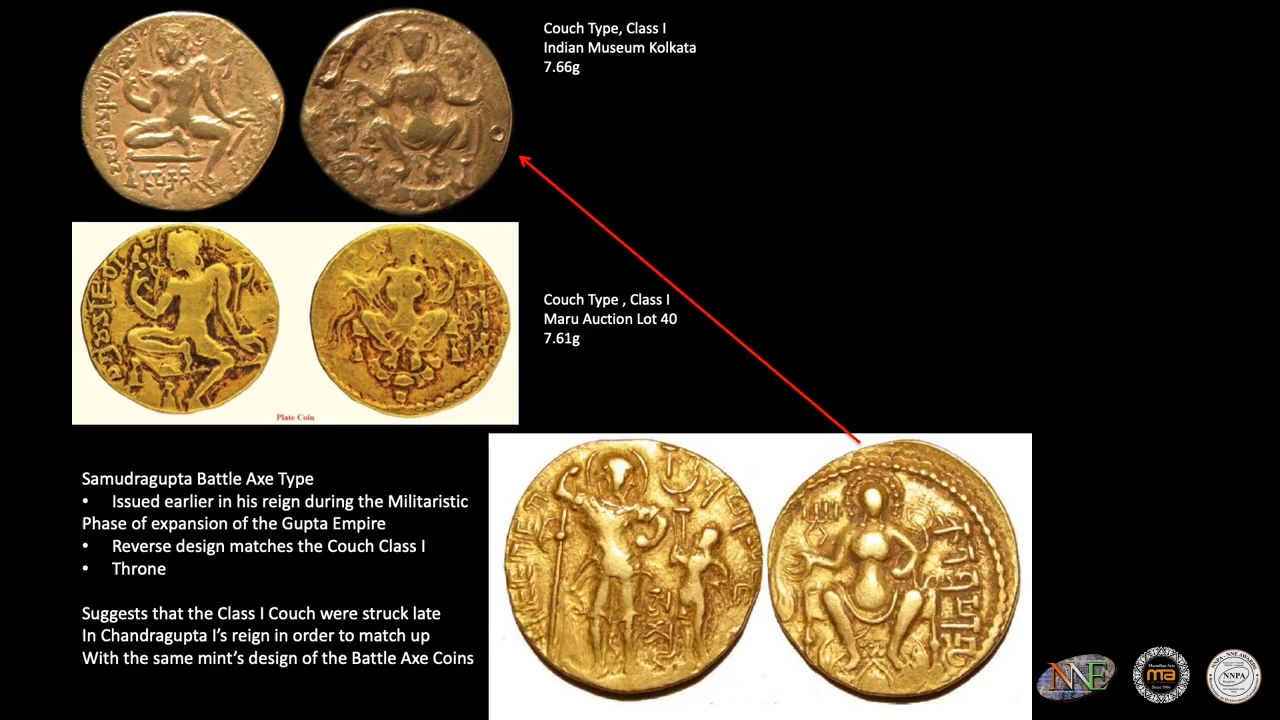 Couch Type, Class I
Indian Museum Kolkata
7.66g
Couch Type , Class I
Maru Auction Lot 40
7.61g
Plate Coin
Samudragupta Battle Axe Type
• Issued earlier in his reign during the Militaristic
Phase of expansion of the Gupta Empire
• Reverse design matches the Couch Class I
• Throne
Suggests that the Class I Couch were struck late
In Chandragupta I’s reign in order to match up
With the same mint’s design of the Battle Axe Coins
NNE
ma
Since 1966
NNPA